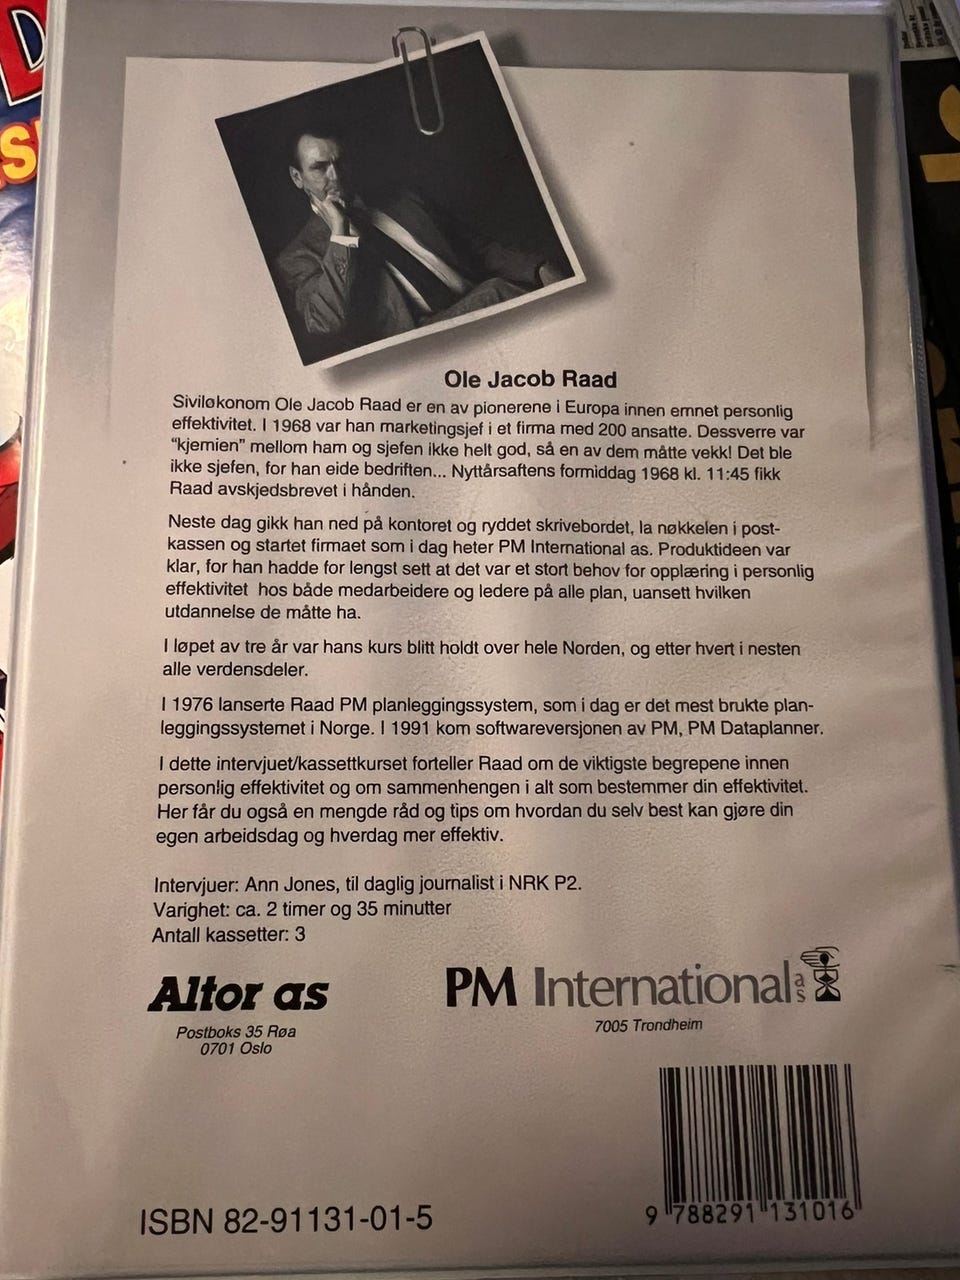 Ole Jacob Raad
Siviløkonom Ole Jacob Raad er en av pionerene i Europa innen emnet personlig
effektivitet. I 1968 var han marketingsjef i et firma med 200 ansatte. Dessverre var
"kjemien" mellom ham og sjefen ikke helt god, så en av dem måtte vekk! Det ble
ikke sjefen, for han eide bedriften... Nyttårsaftens formiddag 1968 kl. 11:45 fikk
Raad avskjedsbrevet i hånden.
Neste dag gikk han ned på kontoret og ryddet skrivebordet, la nøkkelen i post-
kassen og startet firmaet som i dag heter PM International as. Produktideen var
klar, for han hadde for lengst sett at det var et stort behov for opplæring i personlig
effektivitet hos både medarbeidere og ledere på alle plan, uansett hvilken
utdannelse de måtte ha.
I løpet av tre år var hans kurs blitt holdt over hele Norden, og etter hvert i nesten
alle verdensdeler.
I 1976 lanserte Raad PM planleggingssystem, som i dag er det mest brukte plan-
leggingssystemet i Norge. I 1991 kom softwareversjonen av PM, PM Dataplanner.
I dette intervjuet/kassettkurset forteller Raad om de viktigste begrepene innen
personlig effektivitet og om sammenhengen i alt som bestemmer din effektivitet.
Her får du også en mengde råd og tips om hvordan du selv best kan gjøre din
egen arbeidsdag og hverdag mer effektiv.
Intervjuer: Ann Jones, til daglig journalist i NRK P2.
Varighet: ca. 2 timer og 35 minutter
Antall kassetter: 3
Altor as
Postboks 35 Røa
0701 Oslo
PM International as
7005 Trondheim
ISBN 82-91131-01-5
9 788291 131016